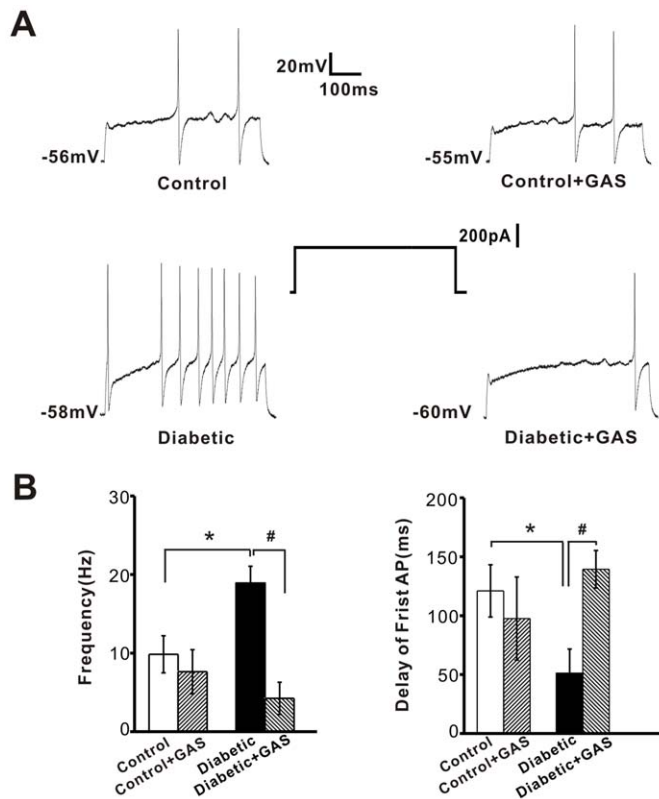 A
20mV
100ms
-56mV
Control
-55mV
Control+GAS
200pA
-58mV
Diabetic
-60mV
Diabetic+GAS
B
Frequency(Hz)
30
20
10
0
*
#
Control
Control+GAS
Diabetic
Diabetic+GAS
Delay of Frist AP(ms)
200
150
100
50
0
*
#
Control
Control+GAS
Diabetic
Diabetic+GAS